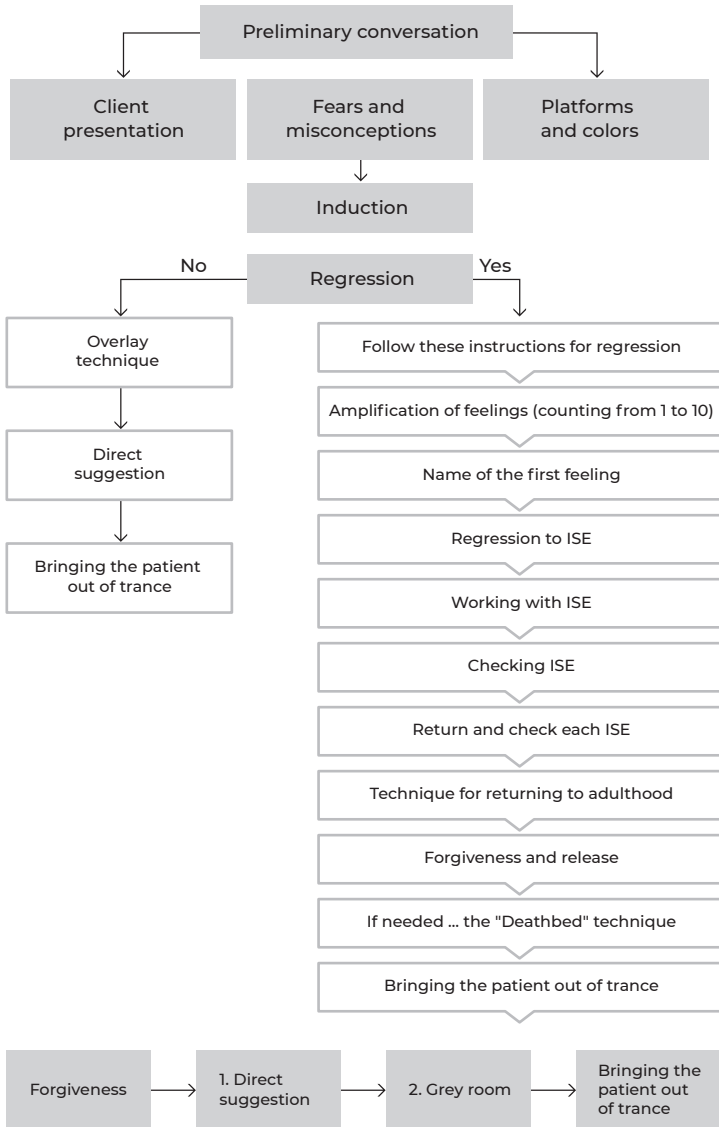 Preliminary conversation
Client
presentation
Fears and
misconceptions
Platforms
and colors
Induction
No
Regression
Yes
Overlay
technique
Direct
suggestion
Bringing the patient
out of trance
Follow these instructions for regression
Amplification of feelings (counting from 1 to 10)
Name of the first feeling
Regression to ISE
Working with ISE
Checking ISE
Return and check each ISE
Technique for returning to adulthood
Forgiveness and release
If needed ... the "Deathbed" technique
Bringing the patient out of trance
Forgiveness
1. Direct
suggestion
2. Grey room
Bringing the
patient out
of trance